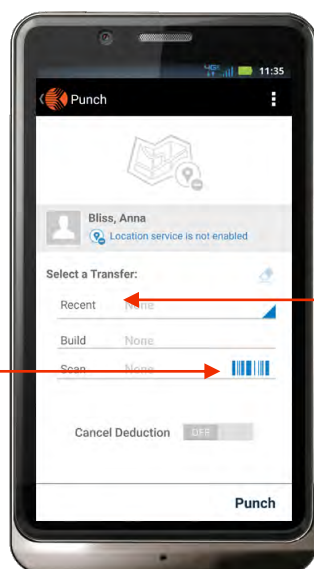 4G 11:35
Punch
Bliss, Anna
Location service is not enabled
Select a Transfer:
Recent None
Build None
Scan None
Cancel Deduction OFF
Punch